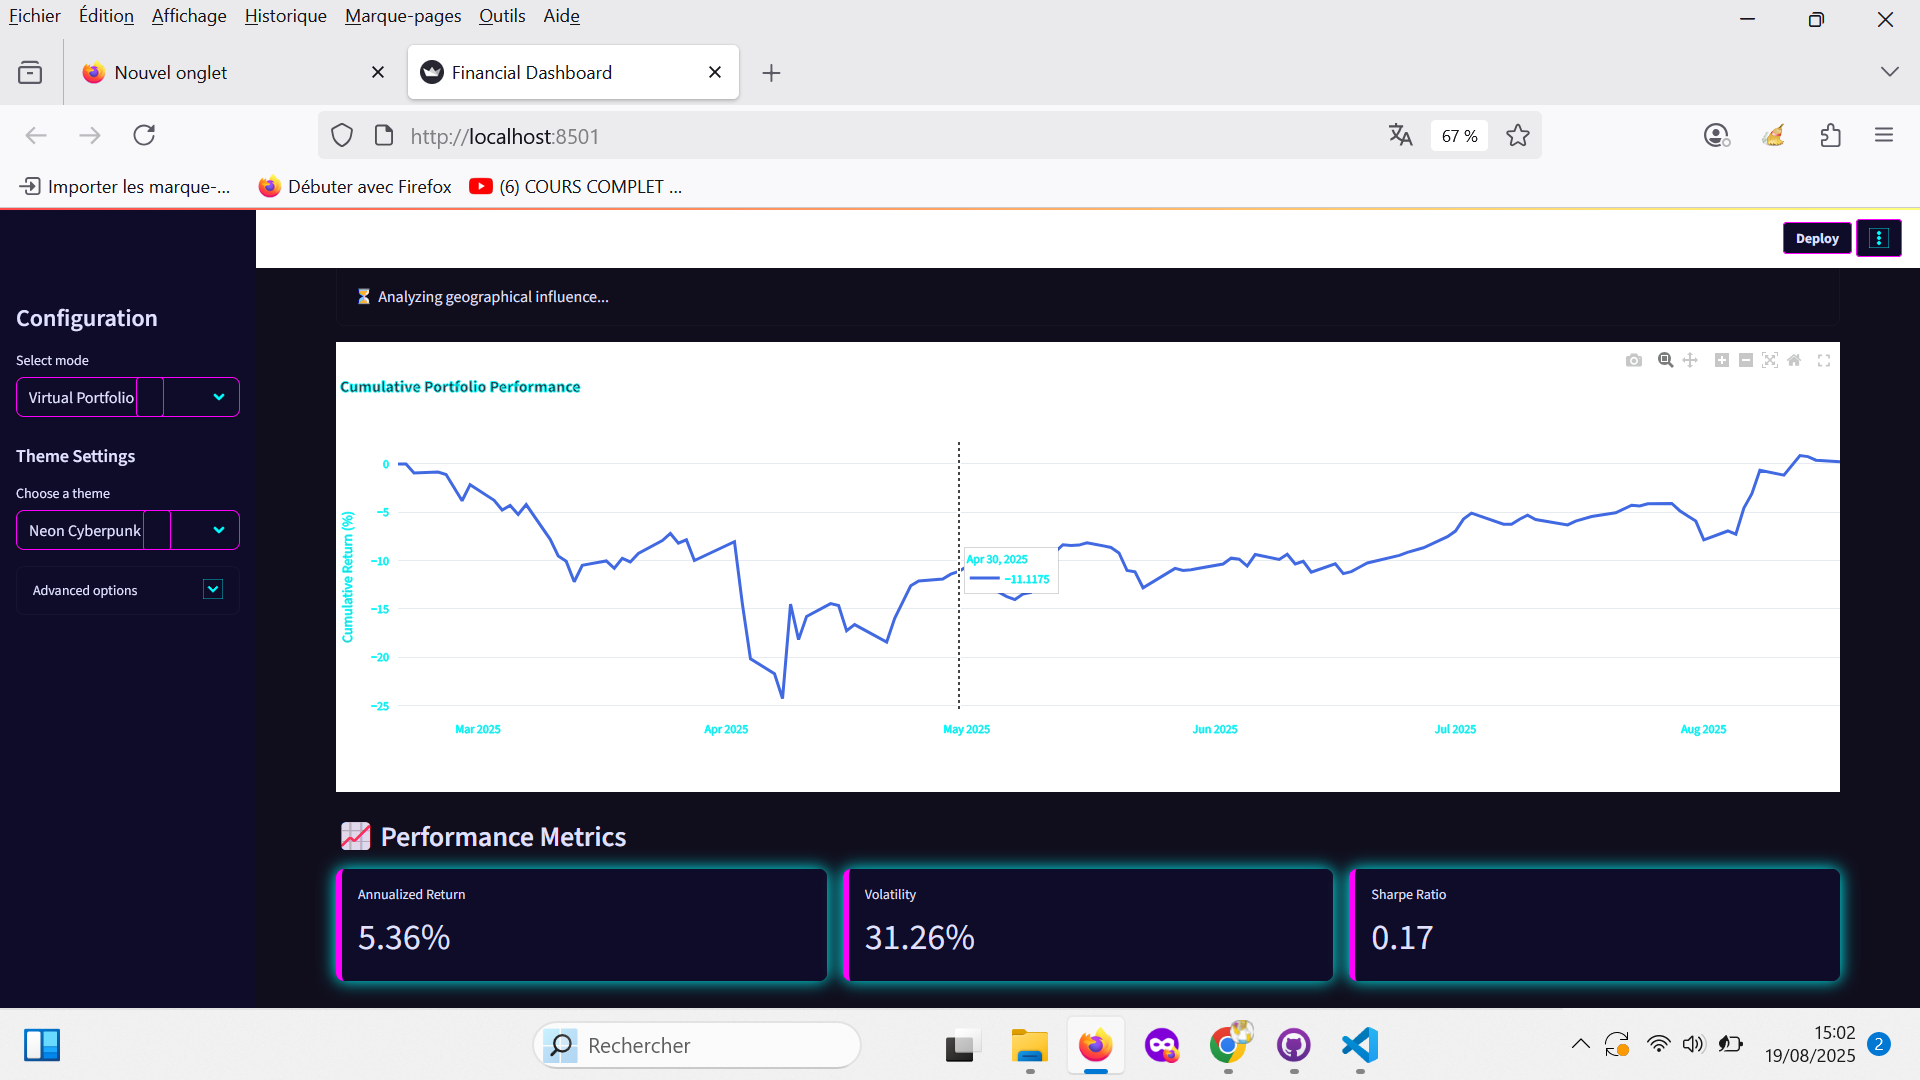 Fichier Édition Affichage Historique Marque-pages Outils Aide
Nouvel onglet
Financial Dashboard
http://localhost:8501
67 %
Importer les marque-...
Débuter avec Firefox
(6) COURS COMPLET ...
Deploy
Configuration
Select mode
Virtual Portfolio
Theme Settings
Choose a theme
Neon Cyberpunk
Advanced options
⏳ Analyzing geographical influence...
Cumulative Portfolio Performance
Cumulative Return (%)
0
−5
−10
−15
−20
−25
Apr 30, 2025
−11.1175
Mar 2025
Apr 2025
May 2025
Jun 2025
Jul 2025
Aug 2025
📈 Performance Metrics
Annualized Return
5.36%
Volatility
31.26%
Sharpe Ratio
0.17
Rechercher
15:02
19/08/2025
2